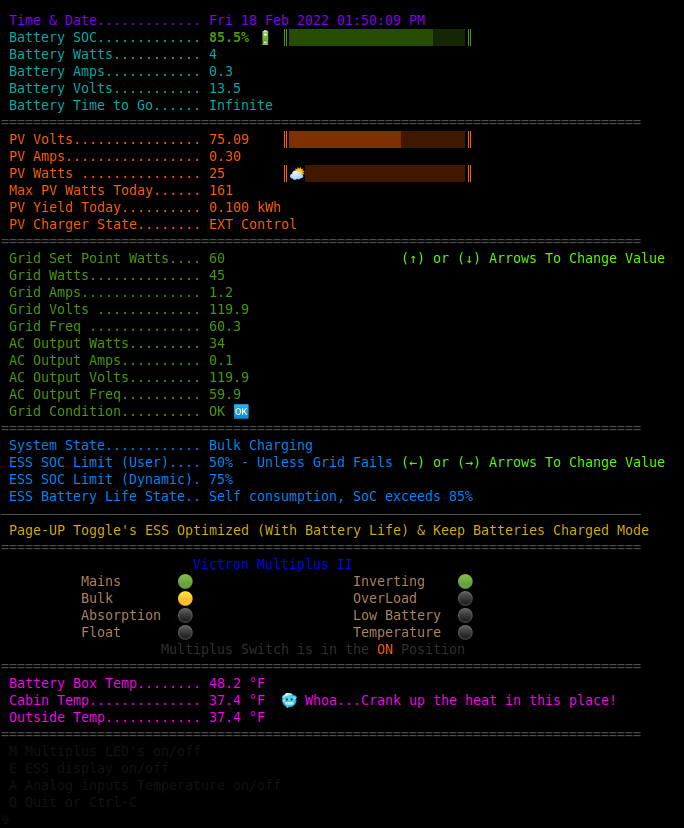 Time & Date............. Fri 18 Feb 2022 01:50:09 PM
Battery SOC............. 85.5% 🔋
Battery Watts........... 4
Battery Amps............ 0.3
Battery Volts........... 13.5
Battery Time to Go...... Infinite
================================================================================
PV Volts................ 75.09
PV Amps................. 0.30
PV Watts ............... 25
Max PV Watts Today...... 161
PV Yield Today.......... 0.100 kWh
PV Charger State........ EXT Control
================================================================================
Grid Set Point Watts.... 60 (↑) or (↓) Arrows To Change Value
Grid Watts.............. 45
Grid Amps............... 1.2
Grid Volts ............. 119.9
Grid Freq .............. 60.3
AC Output Watts......... 34
AC Output Amps.......... 0.1
AC Output Volts......... 119.9
AC Output Freq.......... 59.9
Grid Condition.......... OK 🆗
================================================================================
System State............ Bulk Charging
ESS SOC Limit (User).... 50% - Unless Grid Fails (←) or (→) Arrows To Change Value
ESS SOC Limit (Dynamic). 75%
ESS Battery Life State.. Self consumption, SoC exceeds 85%
────────────────────────────────────────────────────────────────────────────────
Page-UP Toggle's ESS Optimized (With Battery Life) & Keep Batteries Charged Mode
================================================================================
Victron Multiplus II
Mains Inverting
Bulk OverLoad
Absorption Low Battery
Float Temperature
Multiplus Switch is in the ON Position
================================================================================
Battery Box Temp........ 48.2 °F
Cabin Temp.............. 37.4 °F 🥶 Whoa...Crank up the heat in this place!
Outside Temp............ 37.4 °F
================================================================================
M Multiplus LED's on/off
E ESS display on/off
A Analog inputs Temperature on/off
Q Quit or Ctrl-C